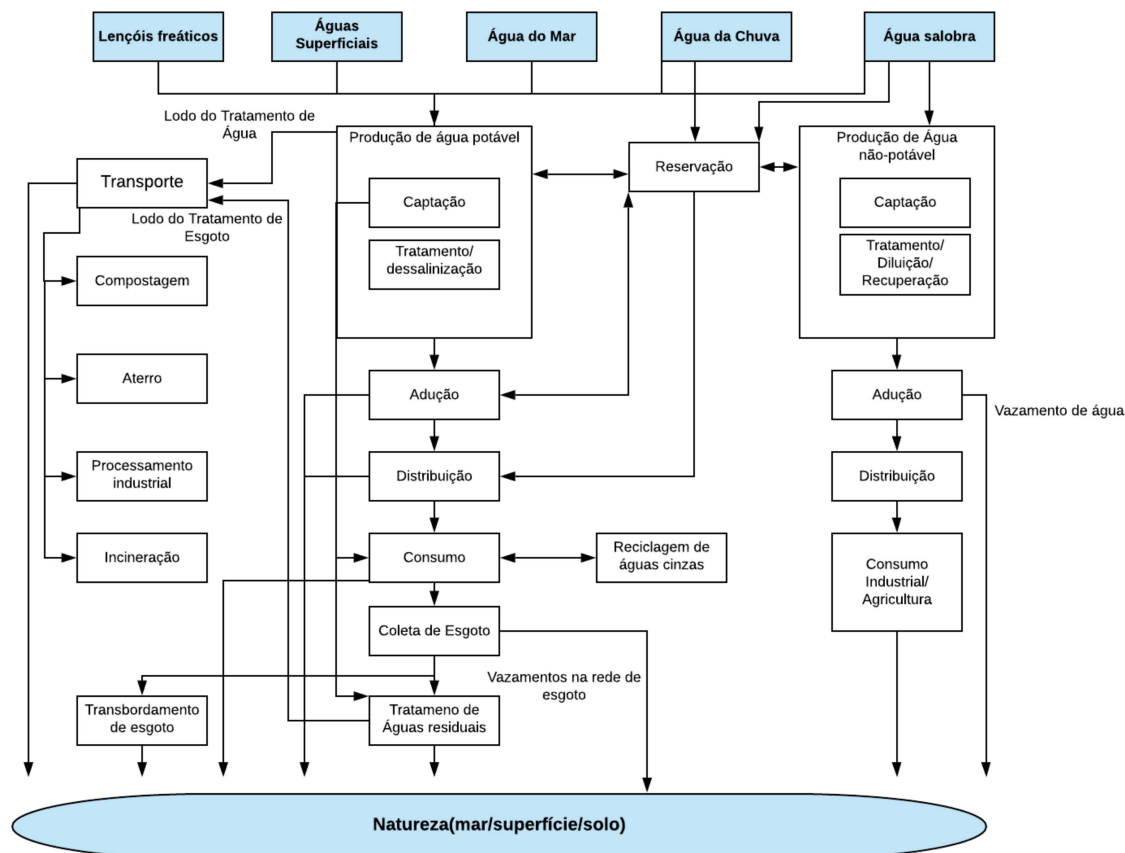 Lençóis freáticos
Águas
Superficiais
Água do Mar
Água da Chuva
Água salobra
Lodo do Tratamento de
Água
Produção de água potável
Produção de Água
não-potável
Reservação
Transporte
Captação
Captação
Lodo do Tratamento de
Esgoto
Tratamento/
dessalinização
Tratamento/
Diluição/
Recuperação
Compostagem
Aterro
Adução
Adução
Vazamento de água
Processamento
industrial
Distribuição
Distribuição
Incineração
Consumo
Reciclagem de
águas cinzas
Consumo
Industrial/
Agricultura
Coleta de Esgoto
Vazamentos na rede de
esgoto
Transbordamento
de esgoto
Tratameno de
Águas residuais
Natureza(mar/superfície/solo)